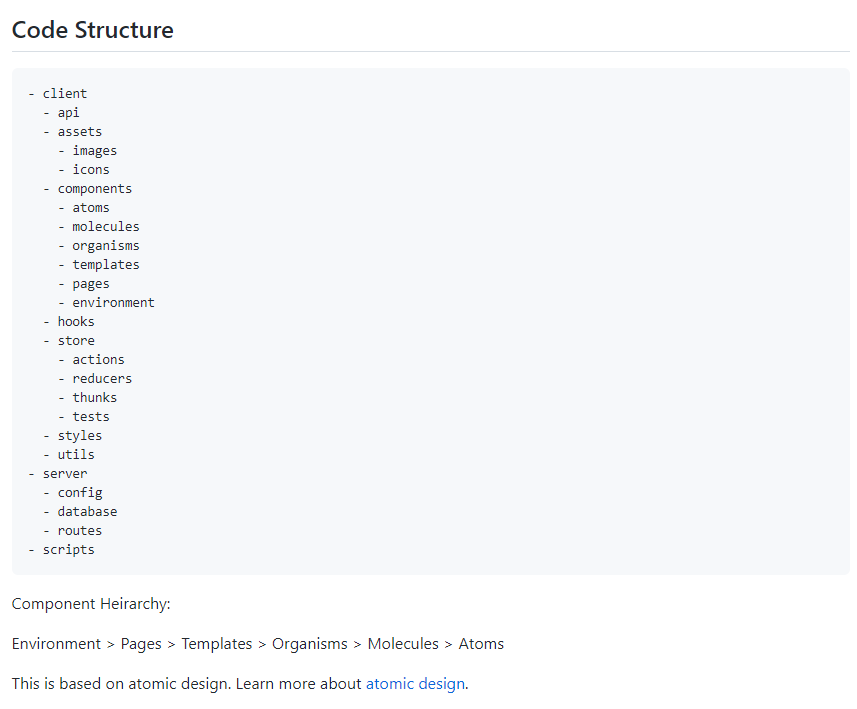 Code Structure
- client
  - api
  - assets
    - images
    - icons
  - components
    - atoms
    - molecules
    - organisms
    - templates
    - pages
    - environment
  - hooks
  - store
    - actions
    - reducers
    - thunks
    - tests
  - styles
  - utils
- server
  - config
  - database
  - routes
- scripts
Component Heirarchy:
Environment > Pages > Templates > Organisms > Molecules > Atoms
This is based on atomic design. Learn more about atomic design.